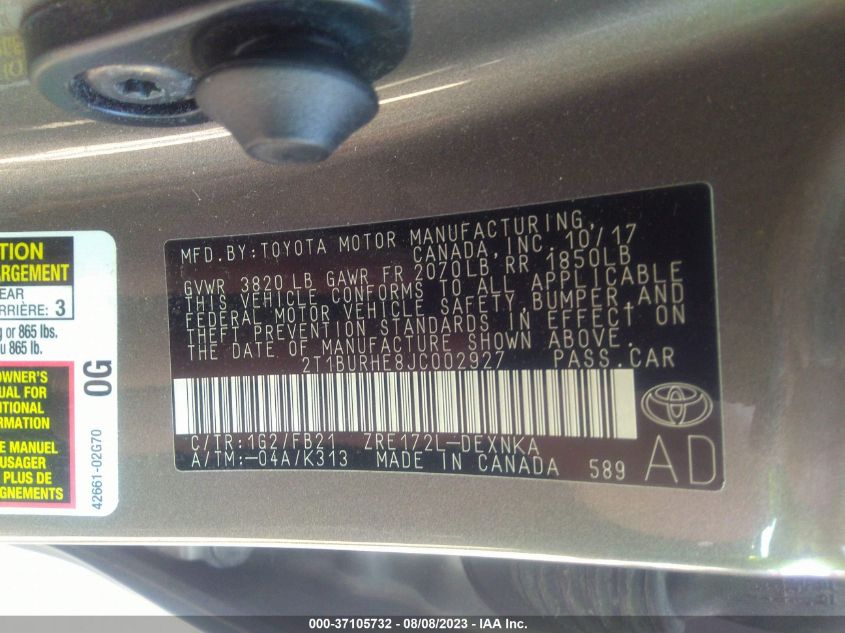 MFD.BY:TOYOTA MOTOR MANUFACTURING,
CANADA,INC. 10/17
GVWR 3820 LB GAWR FR 2070LB RR 1850LB
THIS VEHICLE CONFORMS TO ALL APPLICABLE
FEDERAL MOTOR VEHICLE SAFETY,BUMPER,AND
THEFT PREVENTION STANDARDS IN EFFECT ON
THE DATE OF MANUFACTURE SHOWN ABOVE.
2T1BURHE8JC002927 PASS.CAR
C/TR:1G2/FB21 ZRE172L-DEXNKA
A/TM:-04A/K313 MADE IN CANADA 589
AD
TION
ARGEMENT
EAR
RRIÈRE: 3
g or 865 lbs.
u 865 lb.
OWNER'S
UAL FOR
ITIONAL
RMATION
E MANUEL
USAGER
PLUS DE
GNEMENTS
0G
42661-02G70
000-37105732 - 08/08/2023 - IAA Inc.